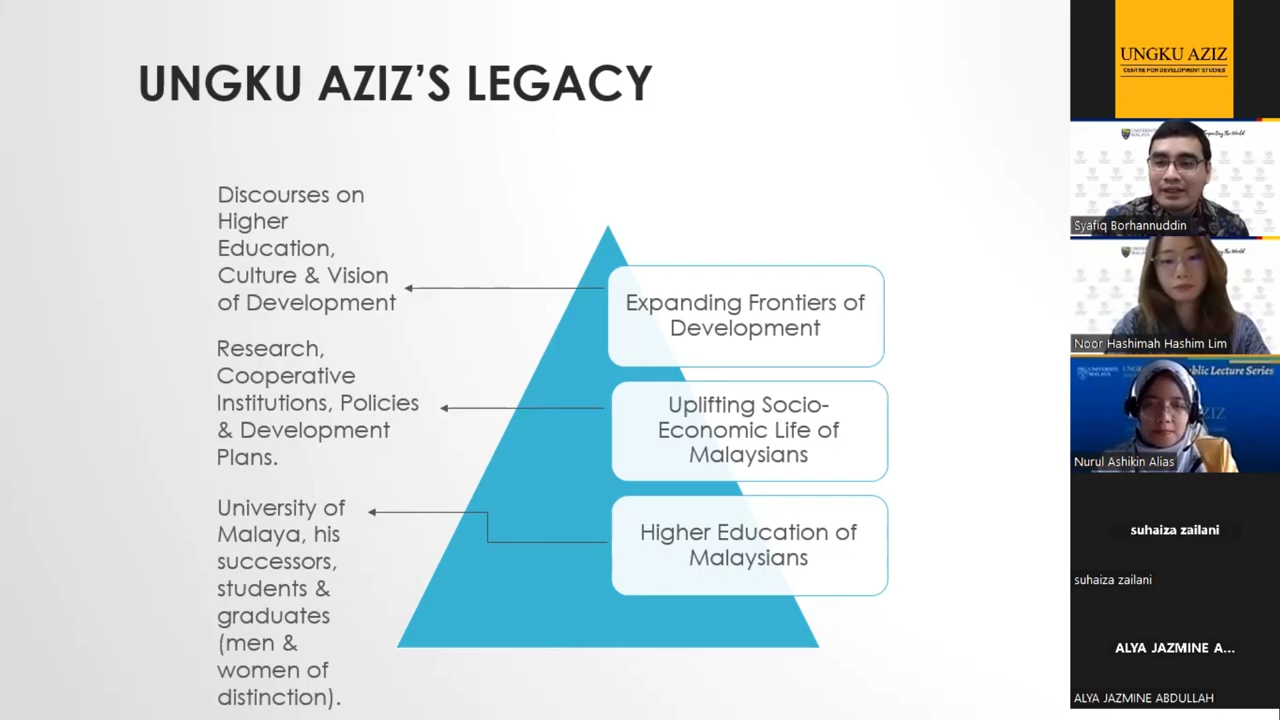 UNGKU AZIZ'S LEGACY
Discourses on
Higher
Education,
Culture & Vision
of Development
Research,
Cooperative
Institutions, Policies
& Development
Plans.
University of
Malaya, his
successors,
students &
graduates
(men &
women of
distinction).
Expanding Frontiers of
Development
Uplifting Socio-
Economic Life of
Malaysians
Higher Education of
Malaysians
UNGKU AZIZ
CENTRE FOR DEVELOPMENT STUDIES
Syafiq Borhannuddin
Noor Hashimah Hashim Lim
blic Lecture Series
Nurul Ashikin Alias
suhaiza zailani
suhaiza zailani
ALYA JAZMINE A...
ALYA JAZMINE ABDULLAH